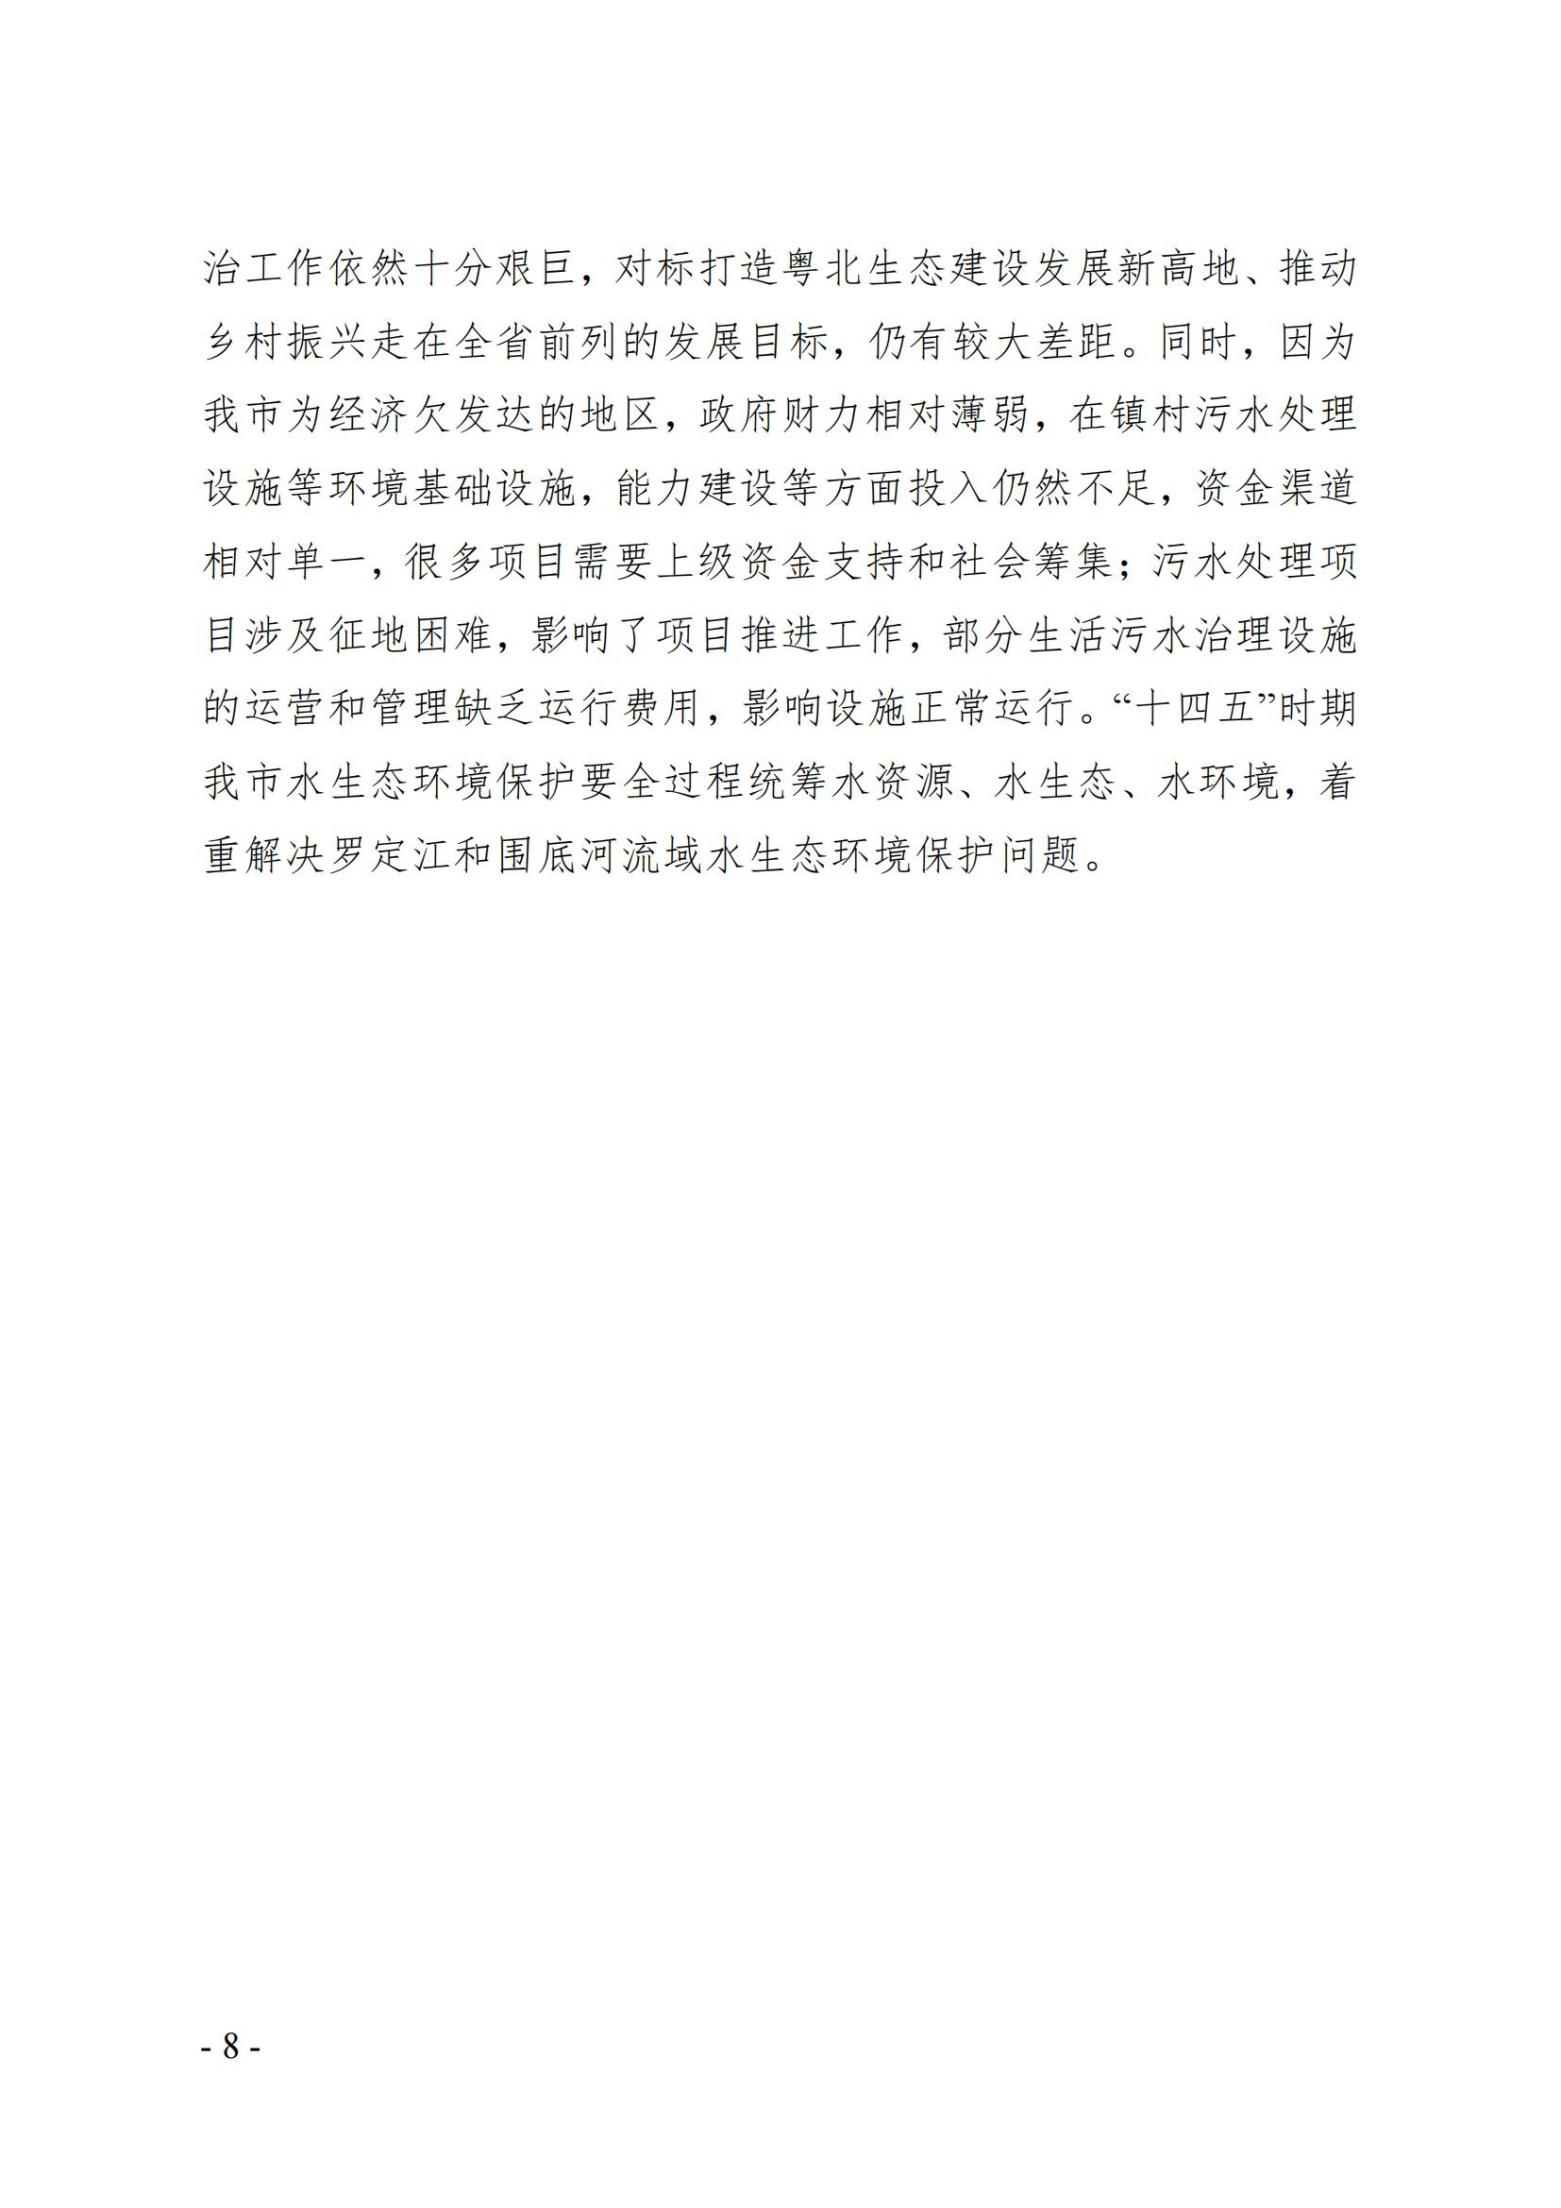 治工作依然十分艰巨，对标打造粤北生态建设发展新高地、推动
乡村振兴走在全省前列的发展目标，仍有较大差距。同时，因为
我市为经济欠发达的地区，政府财力相对薄弱，在镇村污水处理
设施等环境基础设施，能力建设等方面投入仍然不足，资金渠道
相对单一，很多项目需要上级资金支持和社会筹集；污水处理项
目涉及征地困难，影响了项目推进工作，部分生活污水治理设施
的运营和管理缺乏运行费用，影响设施正常运行。“十四五”时期
我市水生态环境保护要全过程统筹水资源、水生态、水环境，着
重解决罗定江和围底河流域水生态环境保护问题。
- 8 -